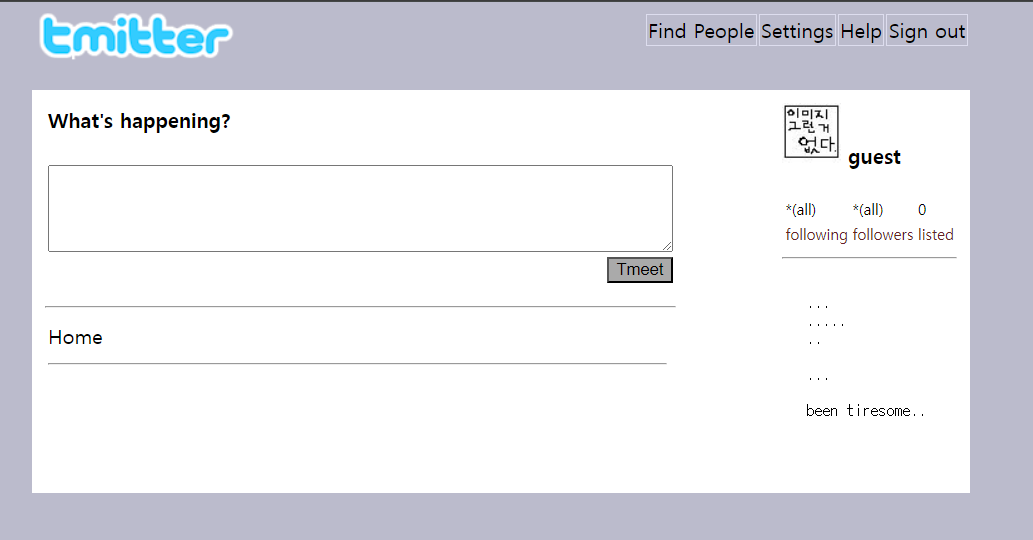 tmitter
Find People Settings Help Sign out
What's happening?
Tmeet
Home
이미지
그런거
없다.
guest
*(all) *(all) 0
following followers listed
...
.....
..
...
been tiresome..